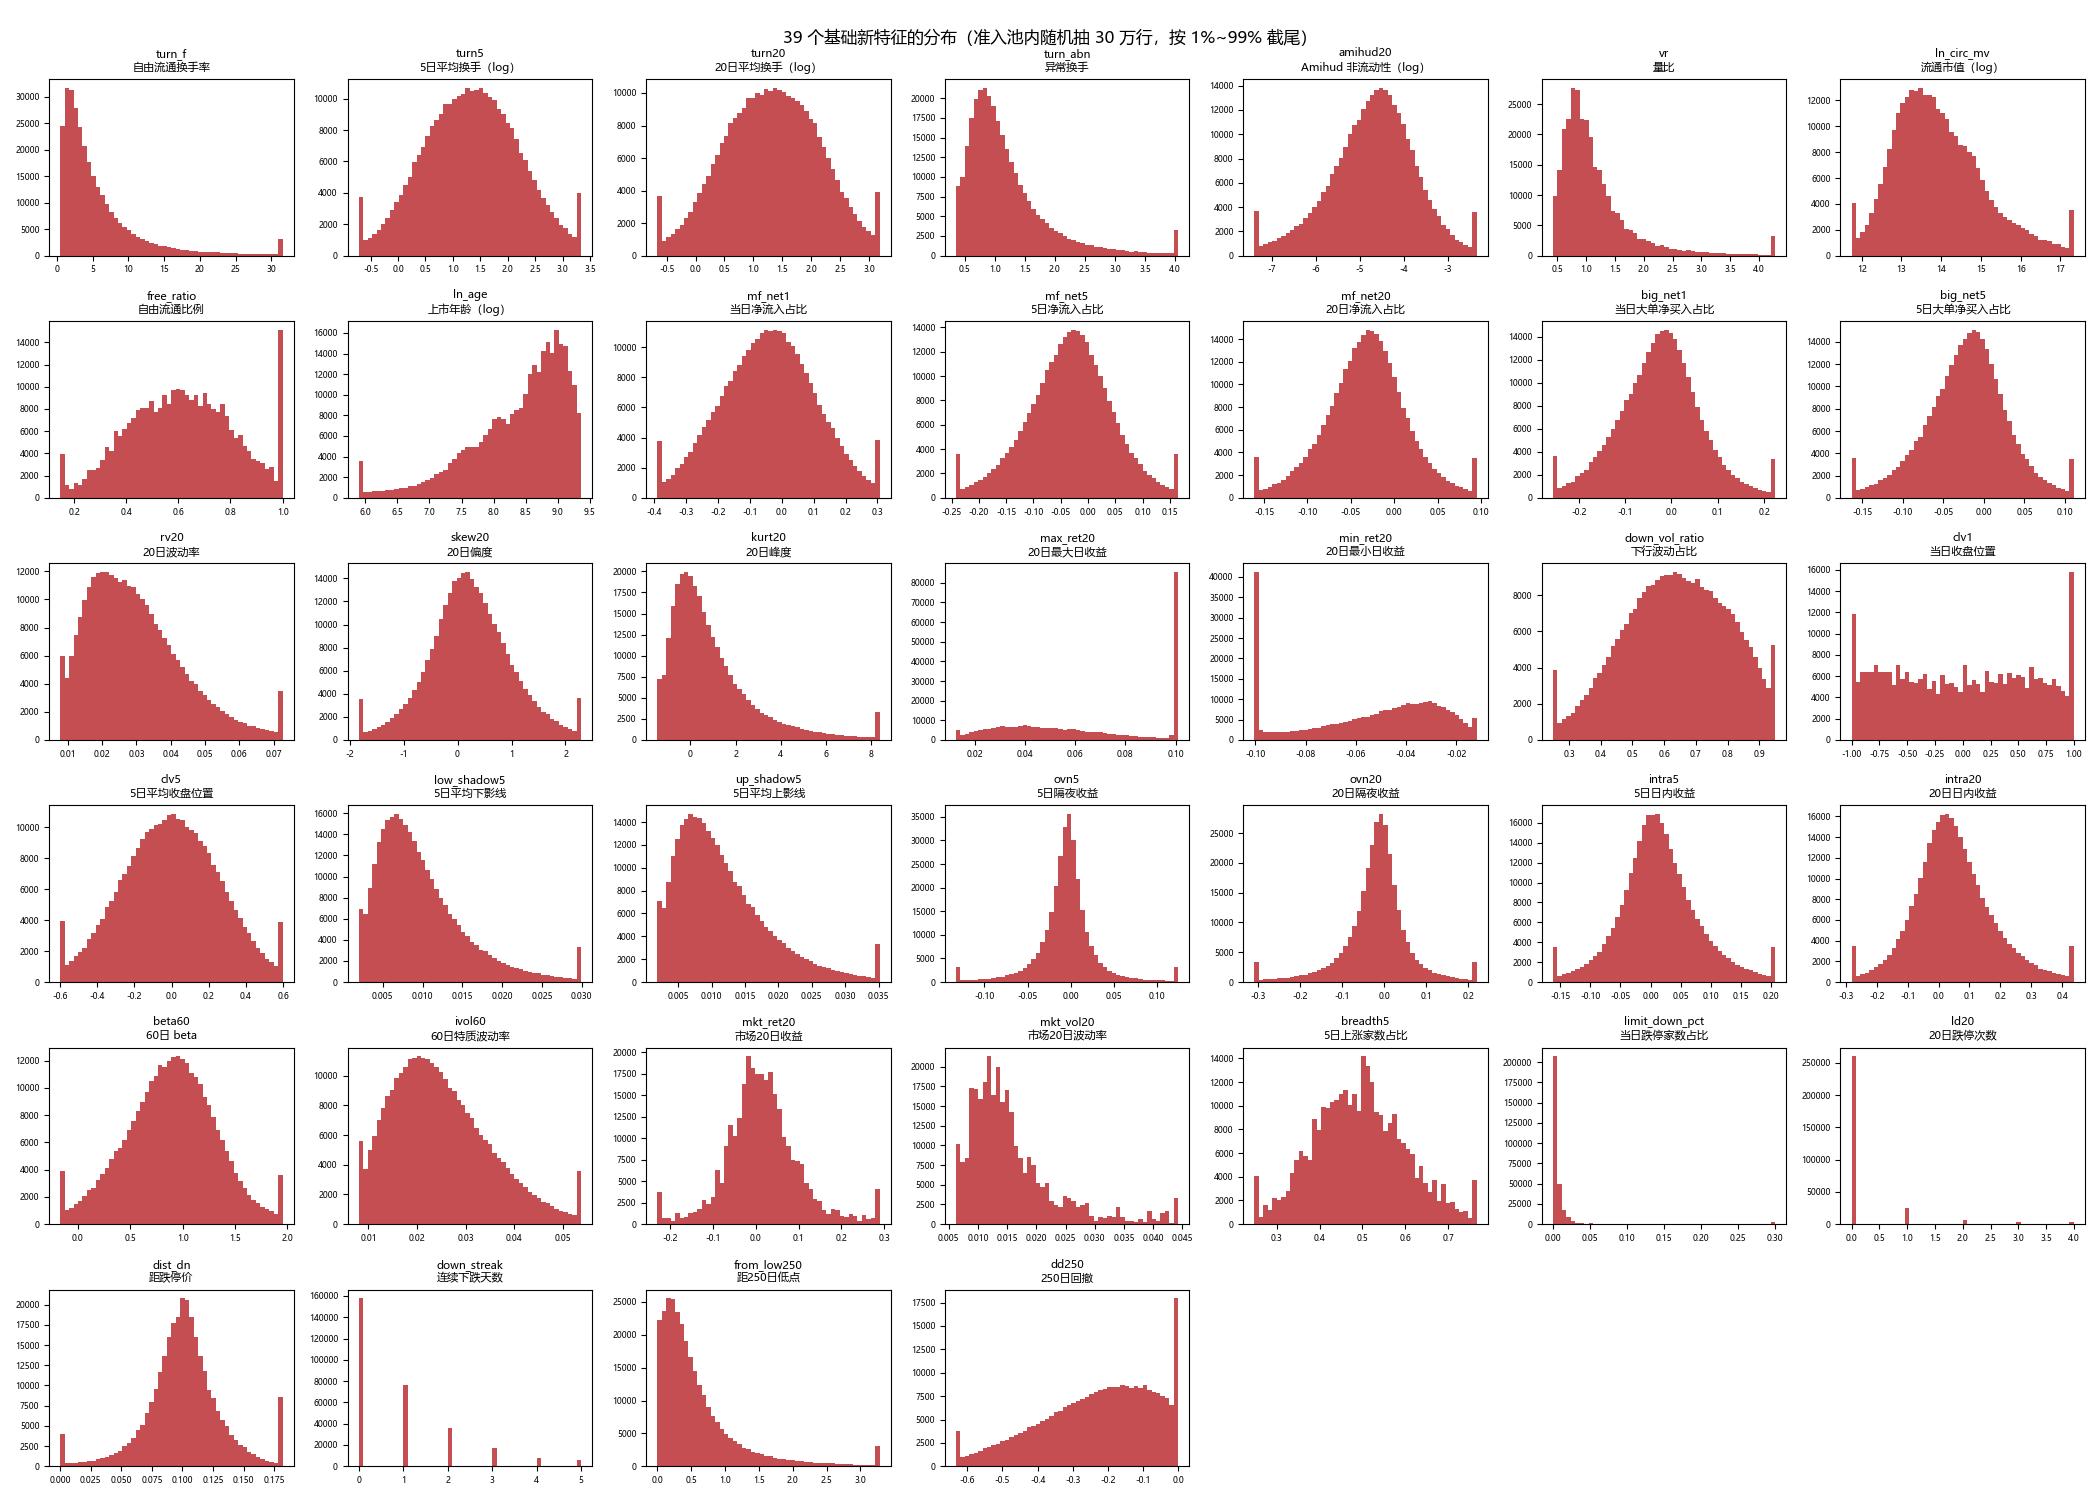 39 个基础新特征的分布（准入池内随机抽 30 万行，按 1%~99% 截尾）
turn_f
自由流通换手率
turn5
5日平均换手（log）
turn20
20日平均换手（log）
turn_abn
异常换手
amihud20
Amihud 非流动性（log）
vr
量比
ln_circ_mv
流通市值（log）
free_ratio
自由流通比例
ln_age
上市年龄（log）
mf_net1
当日净流入占比
mf_net5
5日净流入占比
mf_net20
20日净流入占比
big_net1
当日大单净买入占比
big_net5
5日大单净买入占比
rv20
20日波动率
skew20
20日偏度
kurt20
20日峰度
max_ret20
20日最大日收益
min_ret20
20日最小日收益
down_vol_ratio
下行波动占比
clv1
当日收盘位置
clv5
5日平均收盘位置
low_shadow5
5日平均下影线
up_shadow5
5日平均上影线
ovn5
5日隔夜收益
ovn20
20日隔夜收益
intra5
5日日内收益
intra20
20日日内收益
beta60
60日 beta
ivol60
60日特质波动率
mkt_ret20
市场20日收益
mkt_vol20
市场20日波动率
breadth5
5日上涨家数占比
limit_down_pct
当日跌停家数占比
ld20
20日跌停次数
dist_dn
距跌停价
down_streak
连续下跌天数
from_low250
距250日低点
dd250
250日回撤